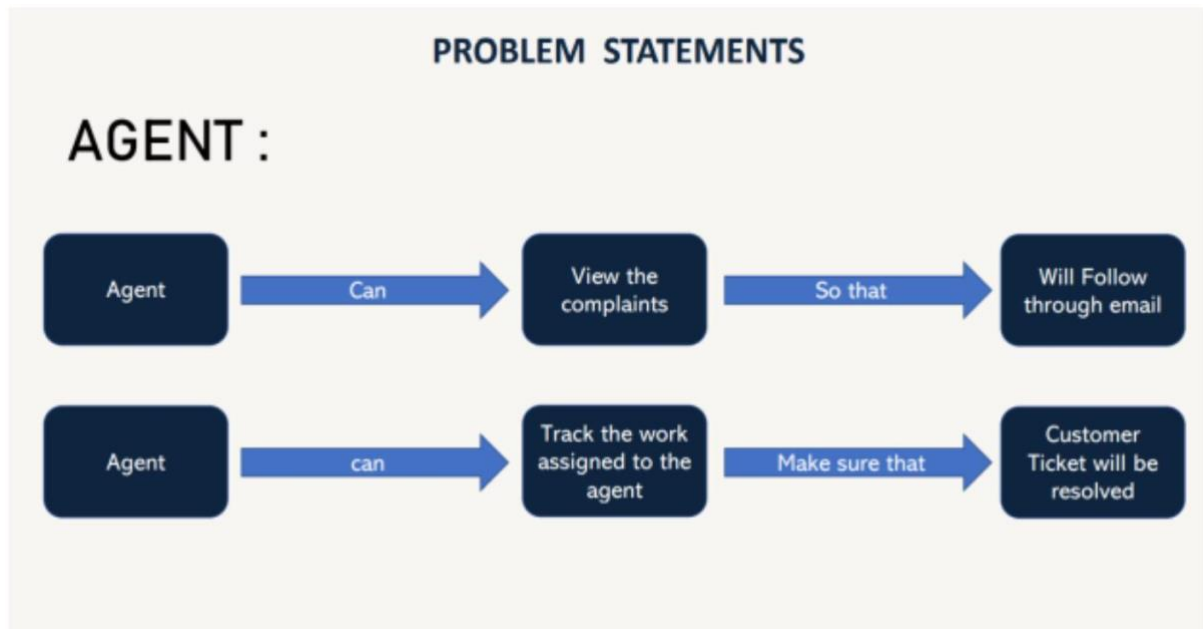 PROBLEM STATEMENTS
AGENT :
Agent
Can
View the
complaints
So that
Will Follow
through email
Agent
can
Track the work
assigned to the
agent
Make sure that
Customer
Ticket will be
resolved